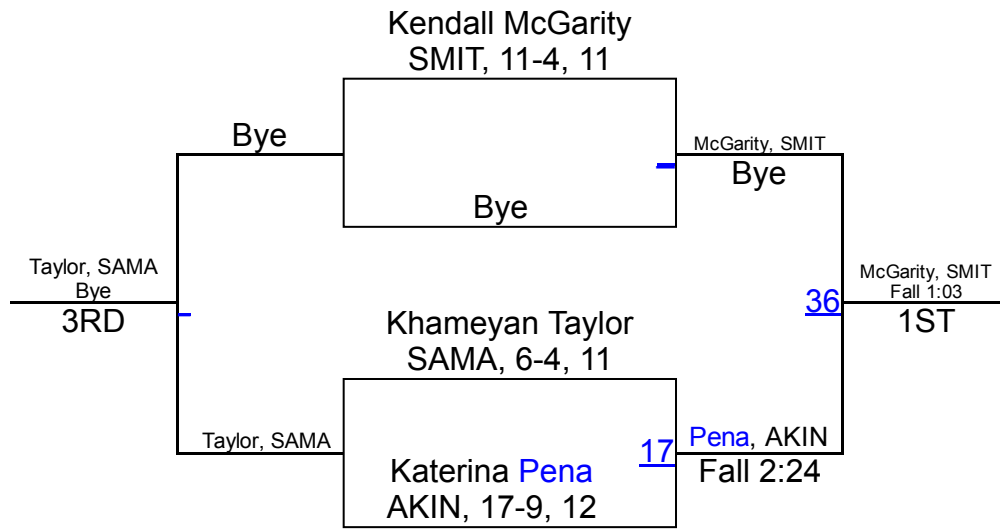 Kendall McGarity
SMIT, 11-4, 11
Bye
McGarity, SMIT
Bye
Bye
Taylor, SAMA
Bye
3RD
McGarity, SMIT
Fall 1:03
36
1ST
Khameyan Taylor
SAMA, 6-4, 11
Taylor, SAMA
17
Pena, AKIN
Fall 2:24
Katerina Pena
AKIN, 17-9, 12